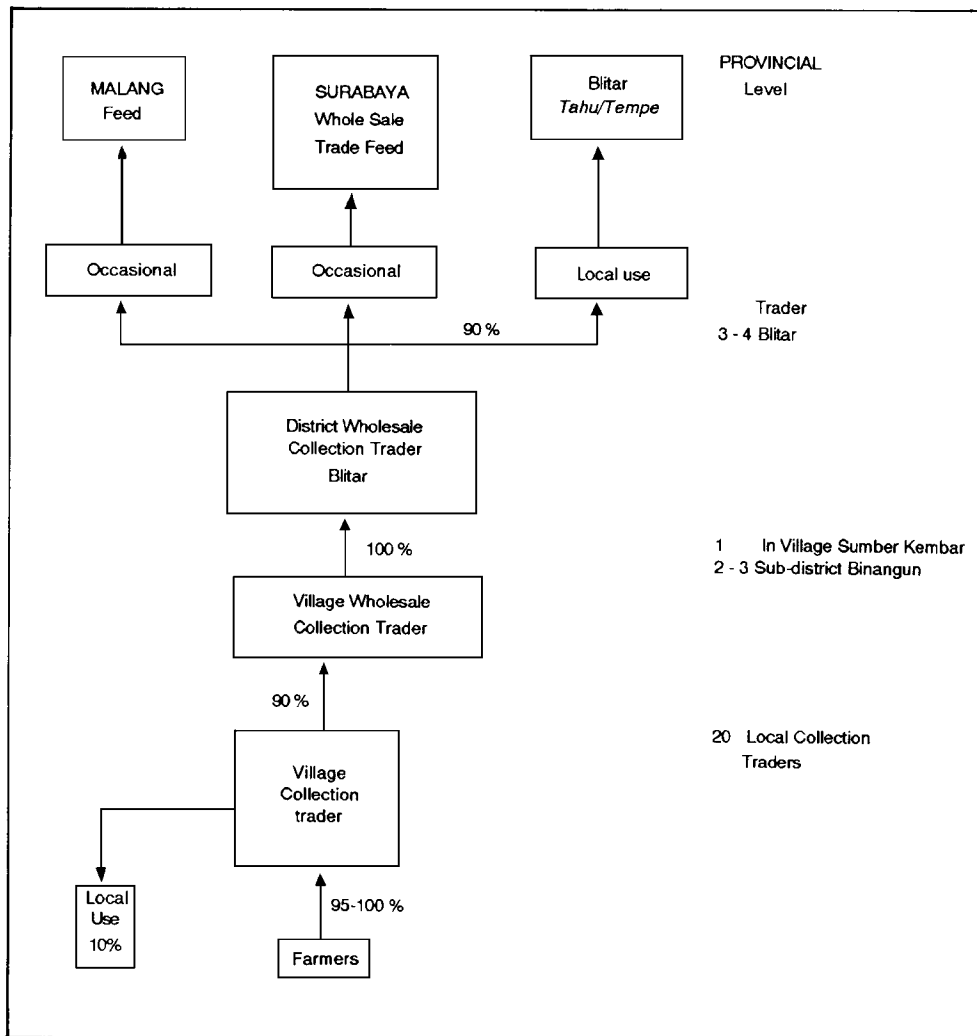 MALANG
Feed
SURABAYA
Whole Sale
Trade Feed
Blitar
Tahu/Tempe
PROVINCIAL
Level
Occasional
Occasional
Local use
90 %
Trader
3 - 4 Blitar
District Wholesale
Collection Trader
Blitar
100 %
1 In Village Sumber Kembar
2 - 3 Sub-district Binangun
Village Wholesale
Collection Trader
90 %
20 Local Collection
Traders
Village
Collection
trader
Local
Use
10%
95-100 %
Farmers